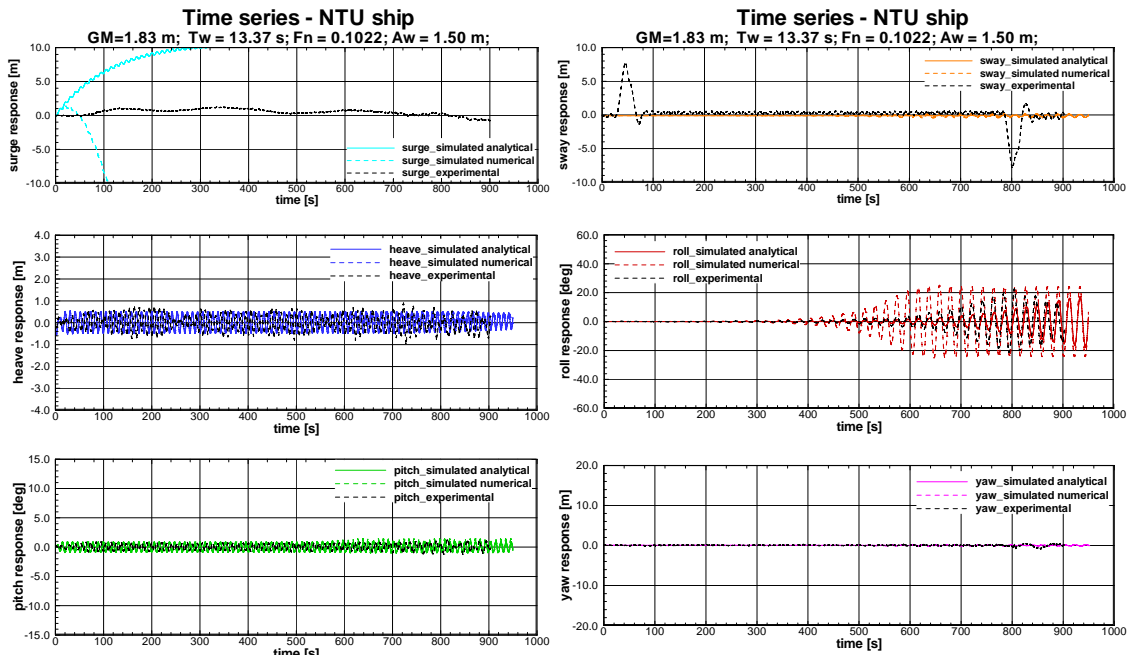 Time series - NTU ship
GM=1.83 m;  Tw = 13.37 s; Fn = 0.1022; Aw = 1.50 m;
surge response [m]
10.0
5.0
0.0
-5.0
-10.0
surge_simulated analytical
surge_simulated numerical
surge_experimental
0 100 200 300 400 500 600 700 800 900 1000
time [s]
Time series - NTU ship
GM=1.83 m;  Tw = 13.37 s; Fn = 0.1022; Aw = 1.50 m;
sway response [m]
10.0
5.0
0.0
-5.0
-10.0
sway_simulated analytical
sway_simulated numerical
sway_experimental
0 100 200 300 400 500 600 700 800 900 1000
time [s]
heave response [m]
4.0
3.0
2.0
1.0
0.0
-1.0
-2.0
-3.0
-4.0
heave_simulated analytical
heave_simulated numerical
heave_experimental
0 100 200 300 400 500 600 700 800 900 1000
time [s]
roll response [deg]
60.0
40.0
20.0
0.0
-20.0
-40.0
-60.0
roll_simulated analytical
roll_simulated numerical
roll_experimental
0 100 200 300 400 500 600 700 800 900 1000
time [s]
pitch response [deg]
15.0
10.0
5.0
0.0
-5.0
-10.0
-15.0
pitch_simulated analytical
pitch_simulated numerical
pitch_experimental
0 100 200 300 400 500 600 700 800 900 1000
time [s]
yaw response [m]
20.0
10.0
0.0
-10.0
-20.0
yaw_simulated analytical
yaw_simulated numerical
yaw_experimental
0 100 200 300 400 500 600 700 800 900 1000
time [s]